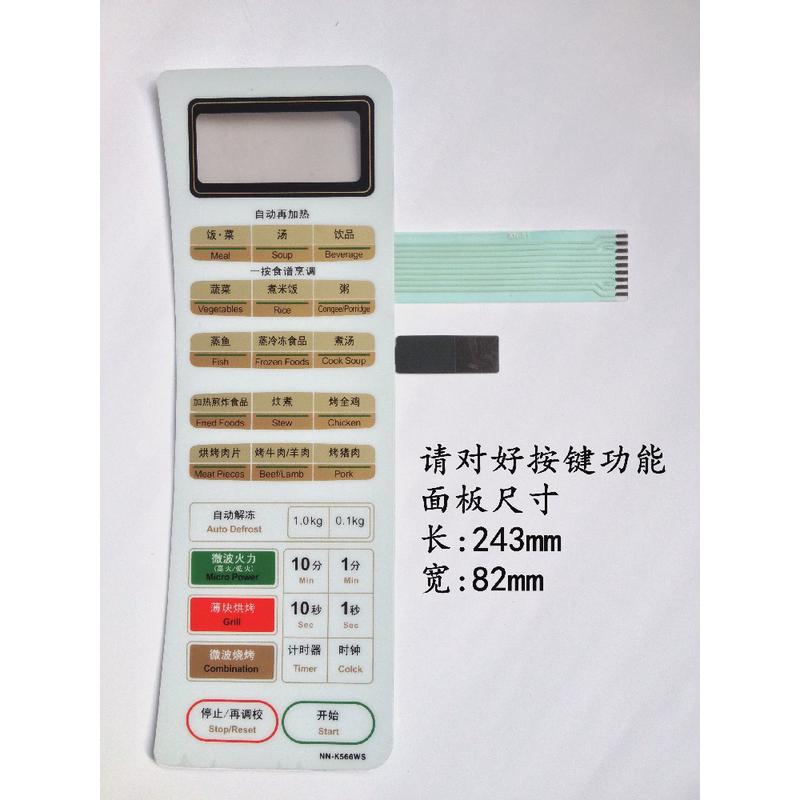 自动再加热
饭·菜 汤 饮品
Meal Soup Beverage
一按食谱烹调
蔬菜 煮米饭 粥
Vegetables Rice Congee/Porridge
蒸鱼 蒸冷冻食品 煮汤
Fish Frozen Foods Cook Soup
加热煎炸食品 炆煮 烤全鸡
Fried Foods Stew Chicken
烘烤肉片 烤牛肉/羊肉 烤猪肉
Meat Pieces Beef/Lamb Pork
自动解冻 1.0kg 0.1kg
Auto Defrost
微波火力 10分 1分
(高火/低火) Min Min
Micro Power
薄块烘烤 10秒 1秒
Grill Sec Sec
微波烧烤 计时器 时钟
Combination Timer Colck
停止/再调校 开始
Stop/Reset Start
NN-K566WS
请对好按键功能
面板尺寸
长:243mm
宽:82mm